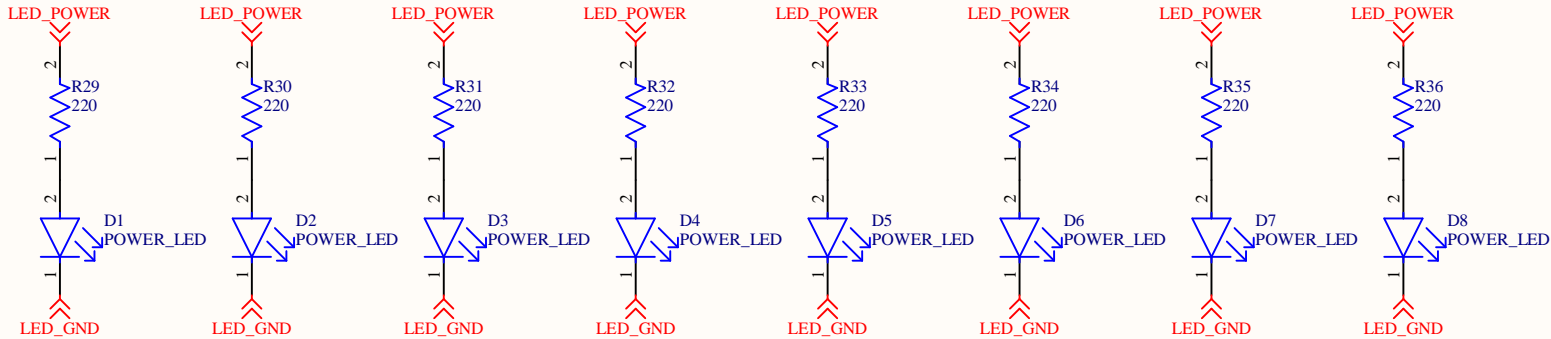 LED_POWER LED_POWER LED_POWER LED_POWER LED_POWER LED_POWER LED_POWER LED_POWER
2 2 2 2 2 2 2 2
R29 R30 R31 R32 R33 R34 R35 R36
220 220 220 220 220 220 220 220
1 1 1 1 1 1 1 1
2 2 2 2 2 2 2 2
D1 D2 D3 D4 D5 D6 D7 D8
POWER_LED POWER_LED POWER_LED POWER_LED POWER_LED POWER_LED POWER_LED POWER_LED
1 1 1 1 1 1 1 1
LED_GND LED_GND LED_GND LED_GND LED_GND LED_GND LED_GND LED_GND